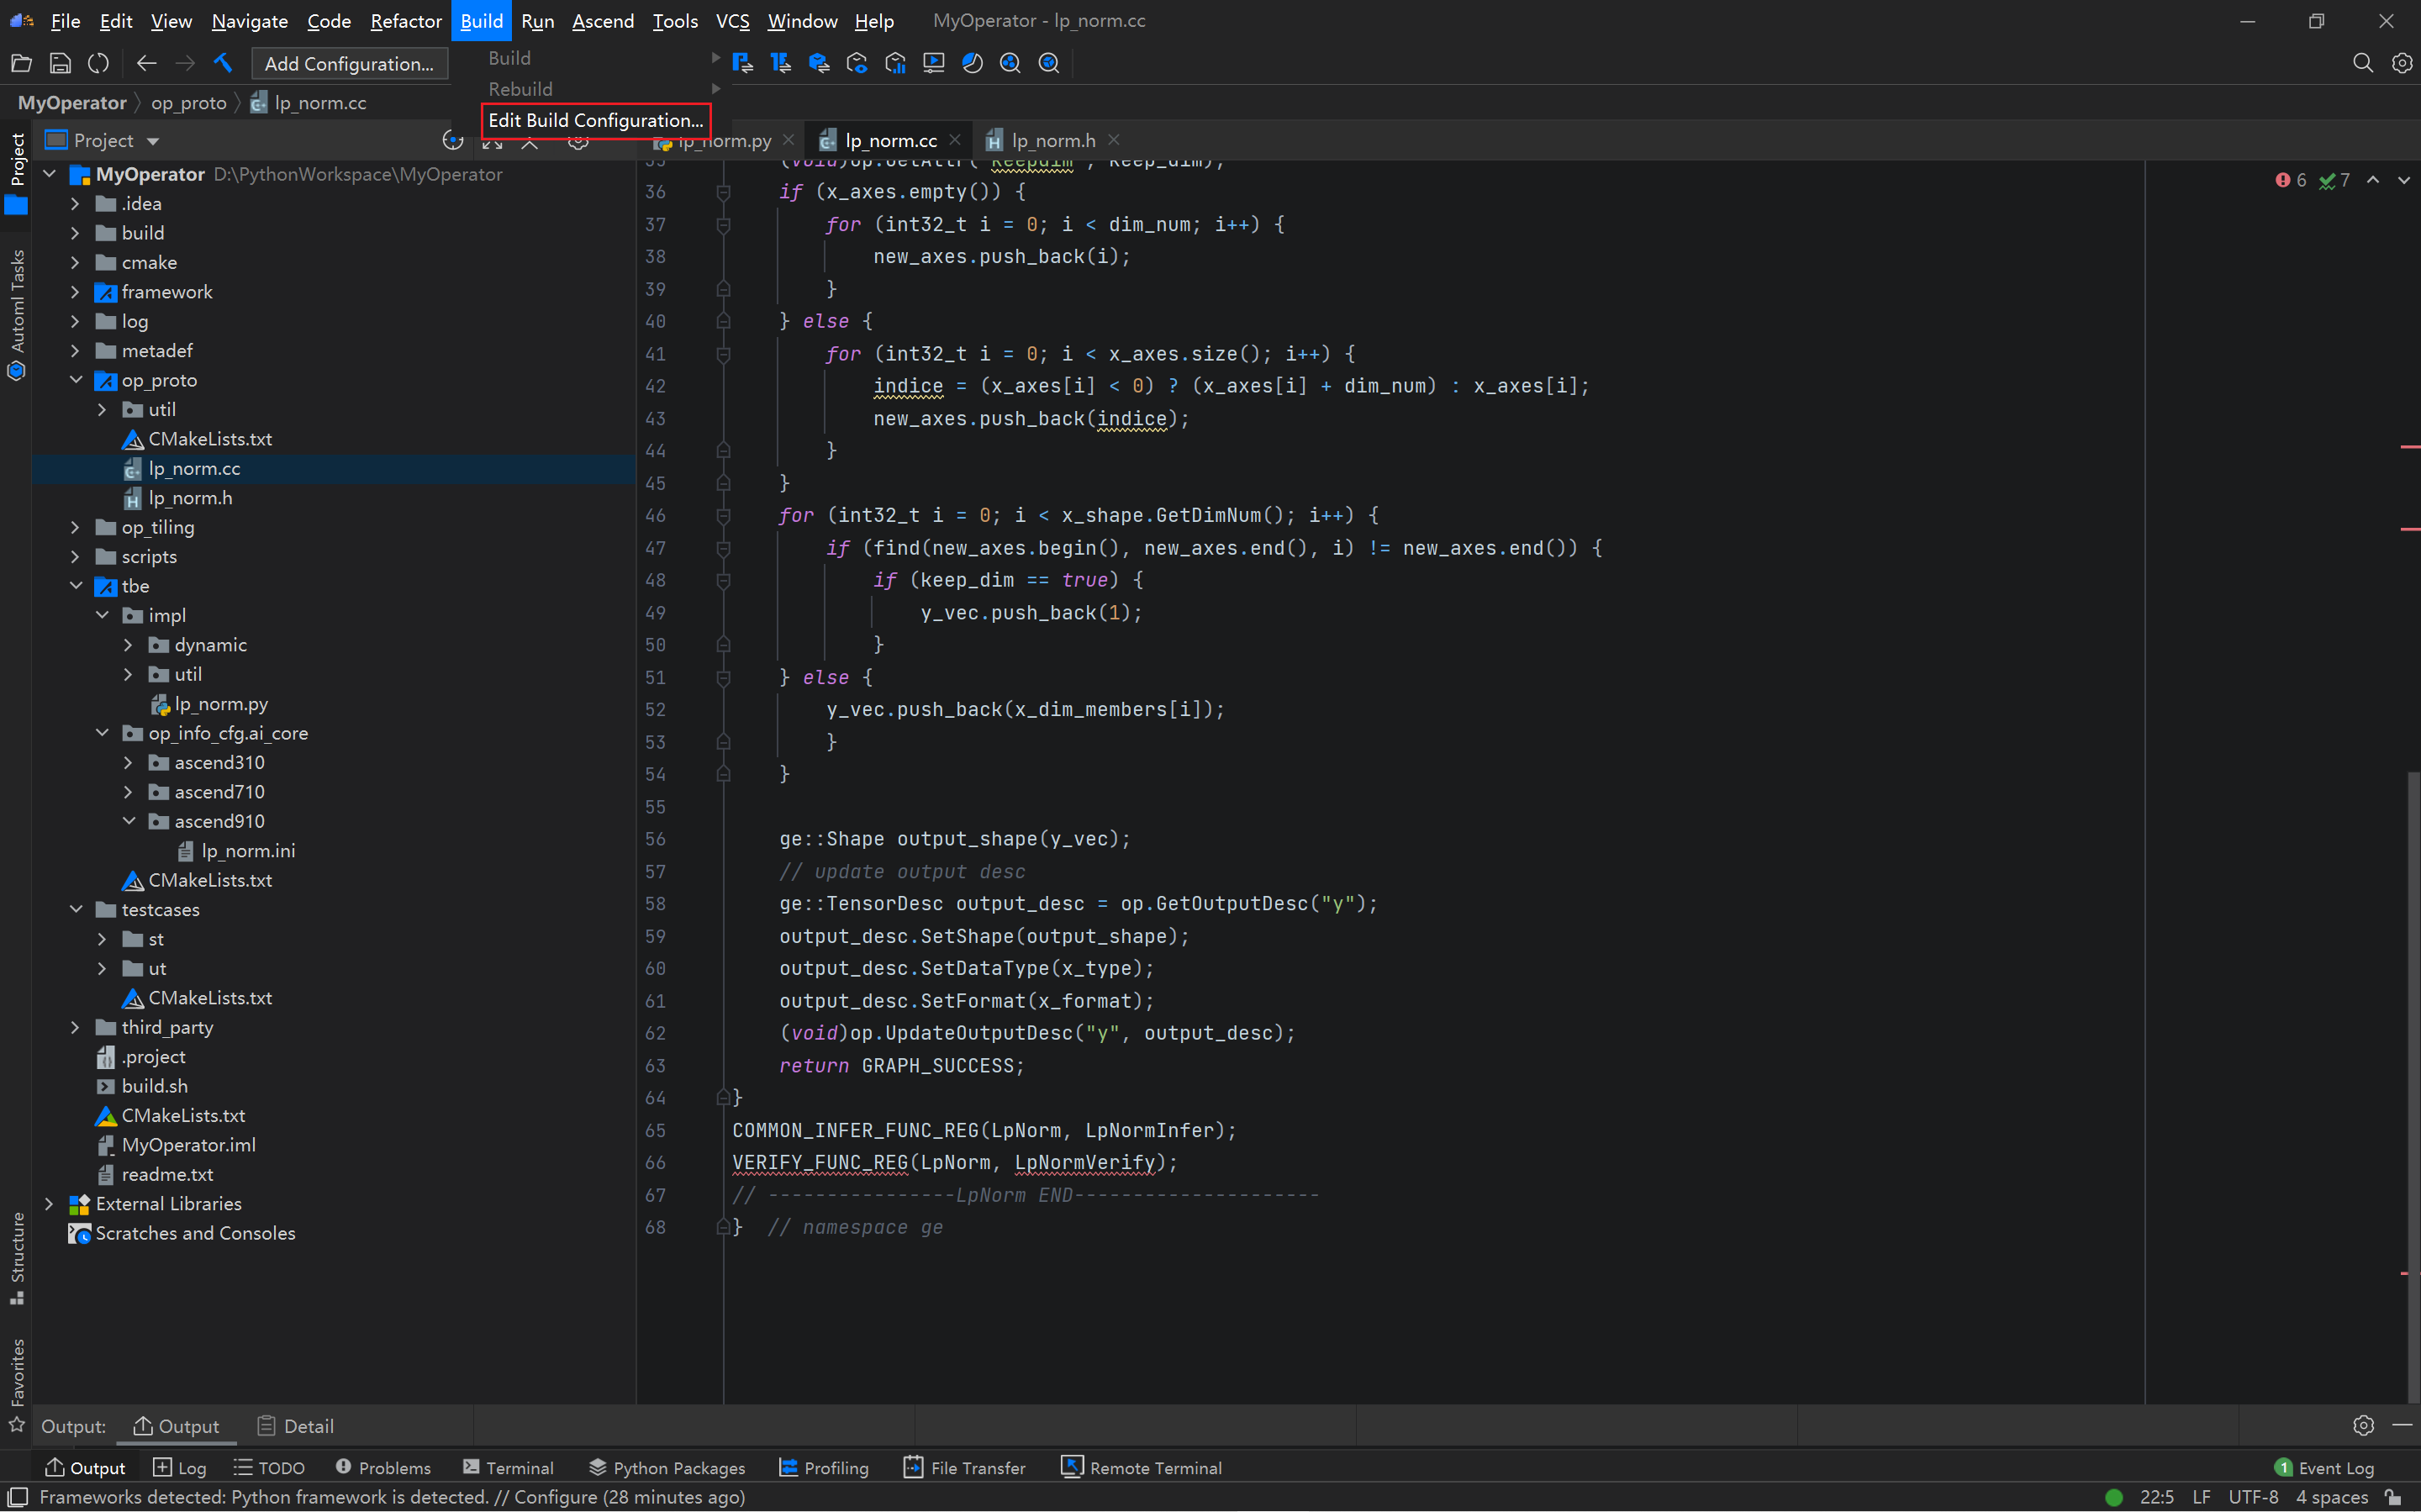 File Edit View Navigate Code Refactor Build Run Ascend Tools VCS Window Help MyOperator - lp_norm.cc
Add Configuration...
Build
Rebuild
Edit Build Configuration...
MyOperator op_proto lp_norm.cc
Project
lp_norm.py lp_norm.cc lp_norm.h
Project
Automl Tasks
Structure
Favorites
MyOperator D:\PythonWorkspace\MyOperator
.idea
build
cmake
framework
log
metadef
op_proto
util
CMakeLists.txt
lp_norm.cc
lp_norm.h
op_tiling
scripts
tbe
impl
dynamic
util
lp_norm.py
op_info_cfg.ai_core
ascend310
ascend710
ascend910
lp_norm.ini
CMakeLists.txt
testcases
st
ut
CMakeLists.txt
third_party
.project
build.sh
CMakeLists.txt
MyOperator.iml
readme.txt
External Libraries
Scratches and Consoles
6 7
35 (void)op.GetAttr("keepdim", keep_dim);
36 if (x_axes.empty()) {
37 for (int32_t i = 0; i < dim_num; i++) {
38 new_axes.push_back(i);
39 }
40 } else {
41 for (int32_t i = 0; i < x_axes.size(); i++) {
42 indice = (x_axes[i] < 0) ? (x_axes[i] + dim_num) : x_axes[i];
43 new_axes.push_back(indice);
44 }
45 }
46 for (int32_t i = 0; i < x_shape.GetDimNum(); i++) {
47 if (find(new_axes.begin(), new_axes.end(), i) != new_axes.end()) {
48 if (keep_dim == true) {
49 y_vec.push_back(1);
50 }
51 } else {
52 y_vec.push_back(x_dim_members[i]);
53 }
54 }
55
56 ge::Shape output_shape(y_vec);
57 // update output desc
58 ge::TensorDesc output_desc = op.GetOutputDesc("y");
59 output_desc.SetShape(output_shape);
60 output_desc.SetDataType(x_type);
61 output_desc.SetFormat(x_format);
62 (void)op.UpdateOutputDesc("y", output_desc);
63 return GRAPH_SUCCESS;
64 }
65 COMMON_INFER_FUNC_REG(LpNorm, LpNormInfer);
66 VERIFY_FUNC_REG(LpNorm, LpNormVerify);
67 // ----------------LpNorm END---------------------
68 } // namespace ge
Output: Output Detail
Output Log TODO Problems Terminal Python Packages Profiling File Transfer Remote Terminal 1 Event Log
Frameworks detected: Python framework is detected. // Configure (28 minutes ago) 22:5 LF UTF-8 4 spaces